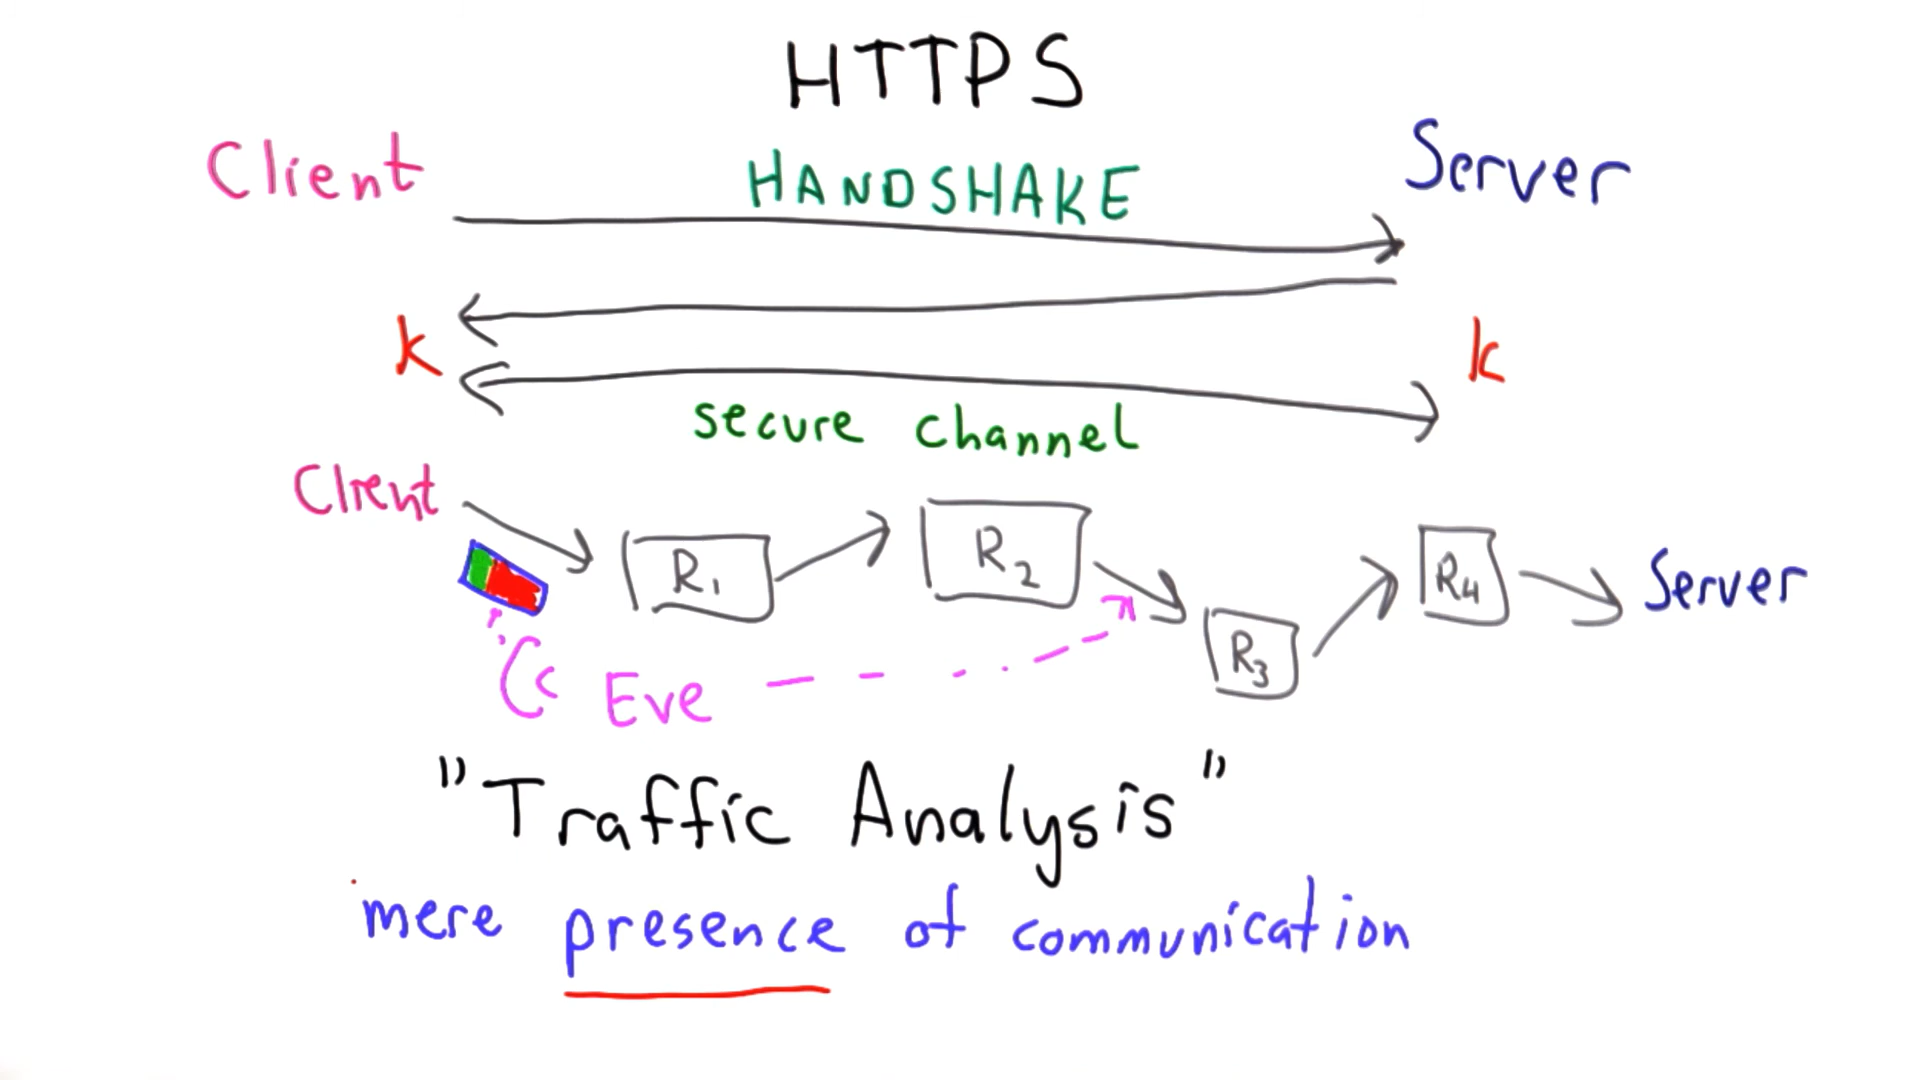 HTTPS
Client HANDSHAKE Server
k k
secure channel
Client R1 R2 R3 R4 Server
Eve
"Traffic Analysis"
mere presence of communication